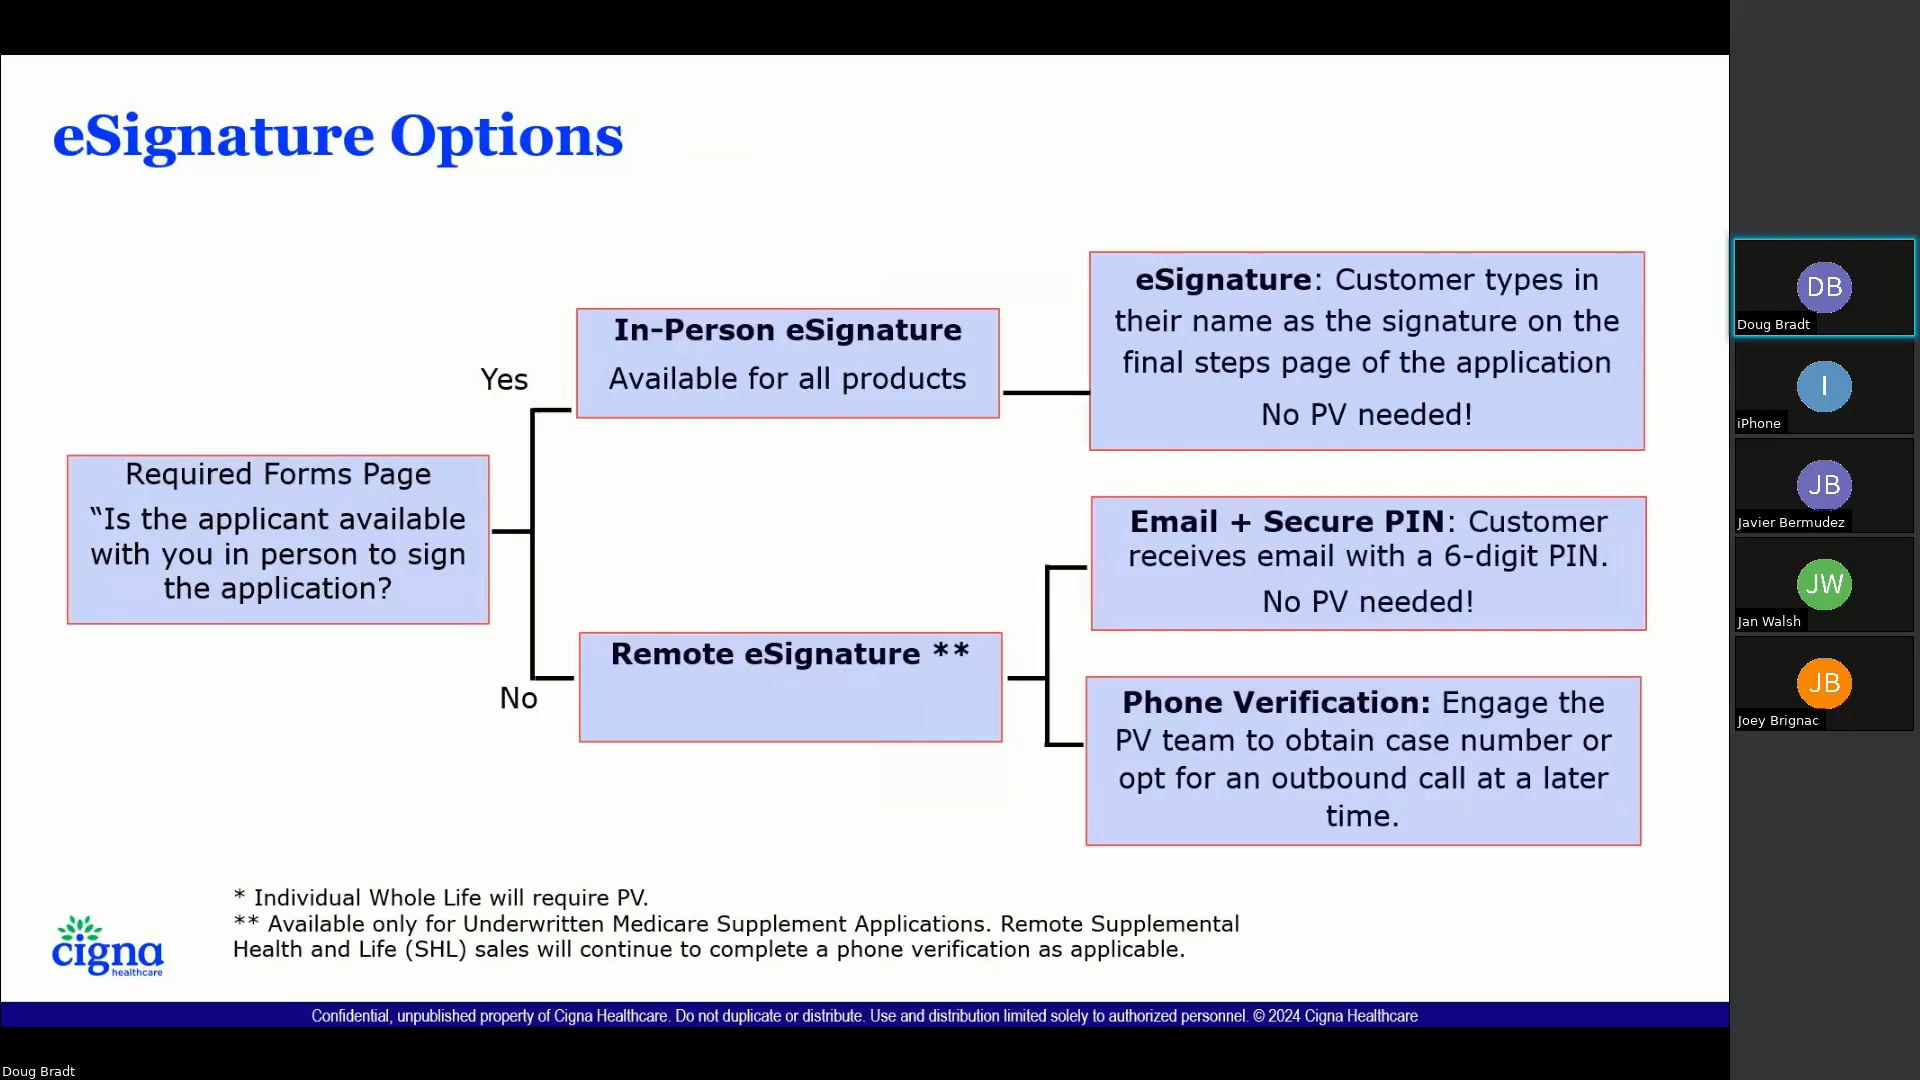 eSignature Options
Yes
In-Person eSignature
Available for all products
eSignature: Customer types in
their name as the signature on the
final steps page of the application
No PV needed!
Required Forms Page
“Is the applicant available
with you in person to sign
the application?
No
Remote eSignature **
Email + Secure PIN: Customer
receives email with a 6-digit PIN.
No PV needed!
Phone Verification: Engage the
PV team to obtain case number or
opt for an outbound call at a later
time.
* Individual Whole Life will require PV.
** Available only for Underwritten Medicare Supplement Applications. Remote Supplemental
Health and Life (SHL) sales will continue to complete a phone verification as applicable.
cigna
healthcare
Confidential, unpublished property of Cigna Healthcare. Do not duplicate or distribute. Use and distribution limited solely to authorized personnel. © 2024 Cigna Healthcare
DB
Doug Bradt
I
iPhone
JB
Javier Bermudez
JW
Jan Walsh
JB
Joey Brignac
Doug Bradt